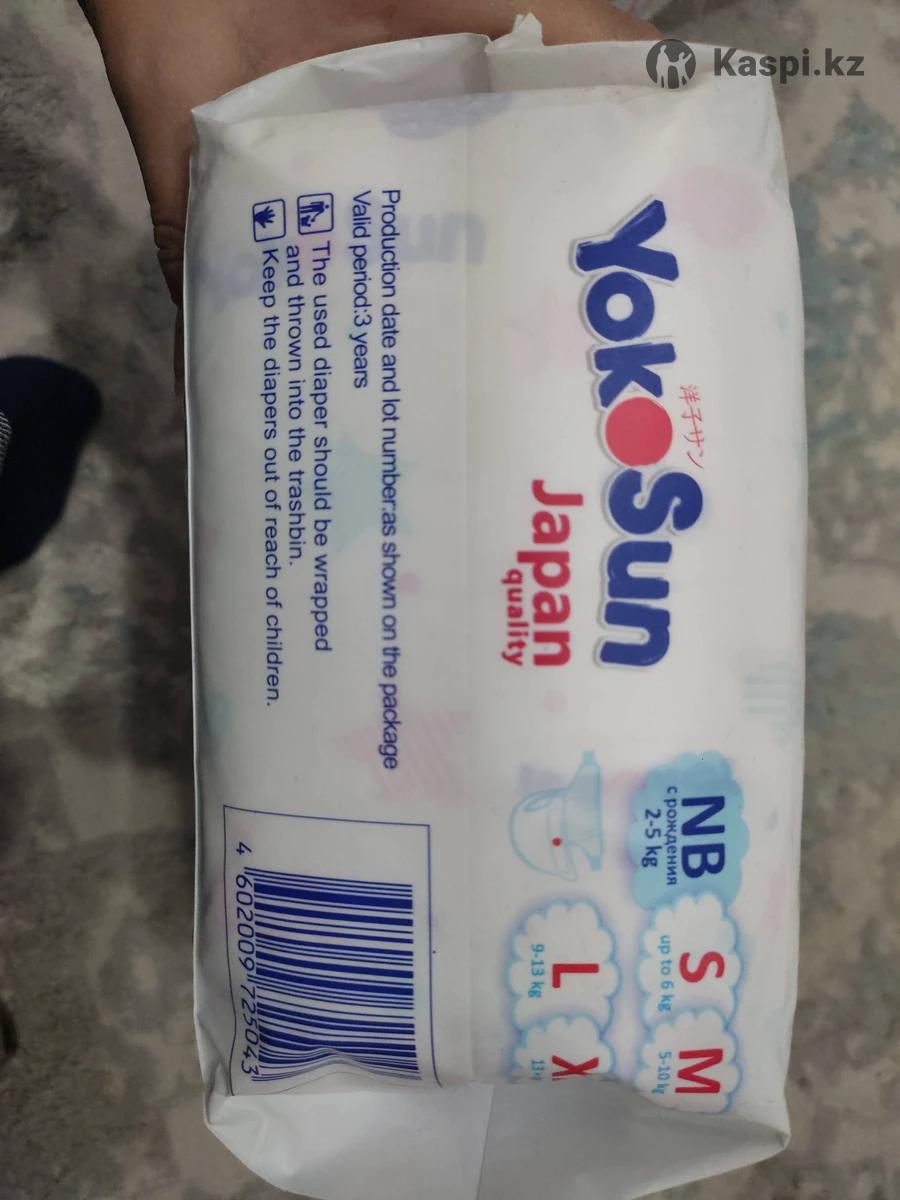 Kaspi.kz
洋子サン
YokoSun
Japan
quality
NB
с рождения
2-5 kg
S
up to 6 kg
M
5-10 kg
L
9-13 kg
Production date and lot number:as shown on the package
Valid period:3 years
The used diaper should be wrapped
and thrown into the trashbin.
Keep the diapers out of reach of children.
4 602009 725043